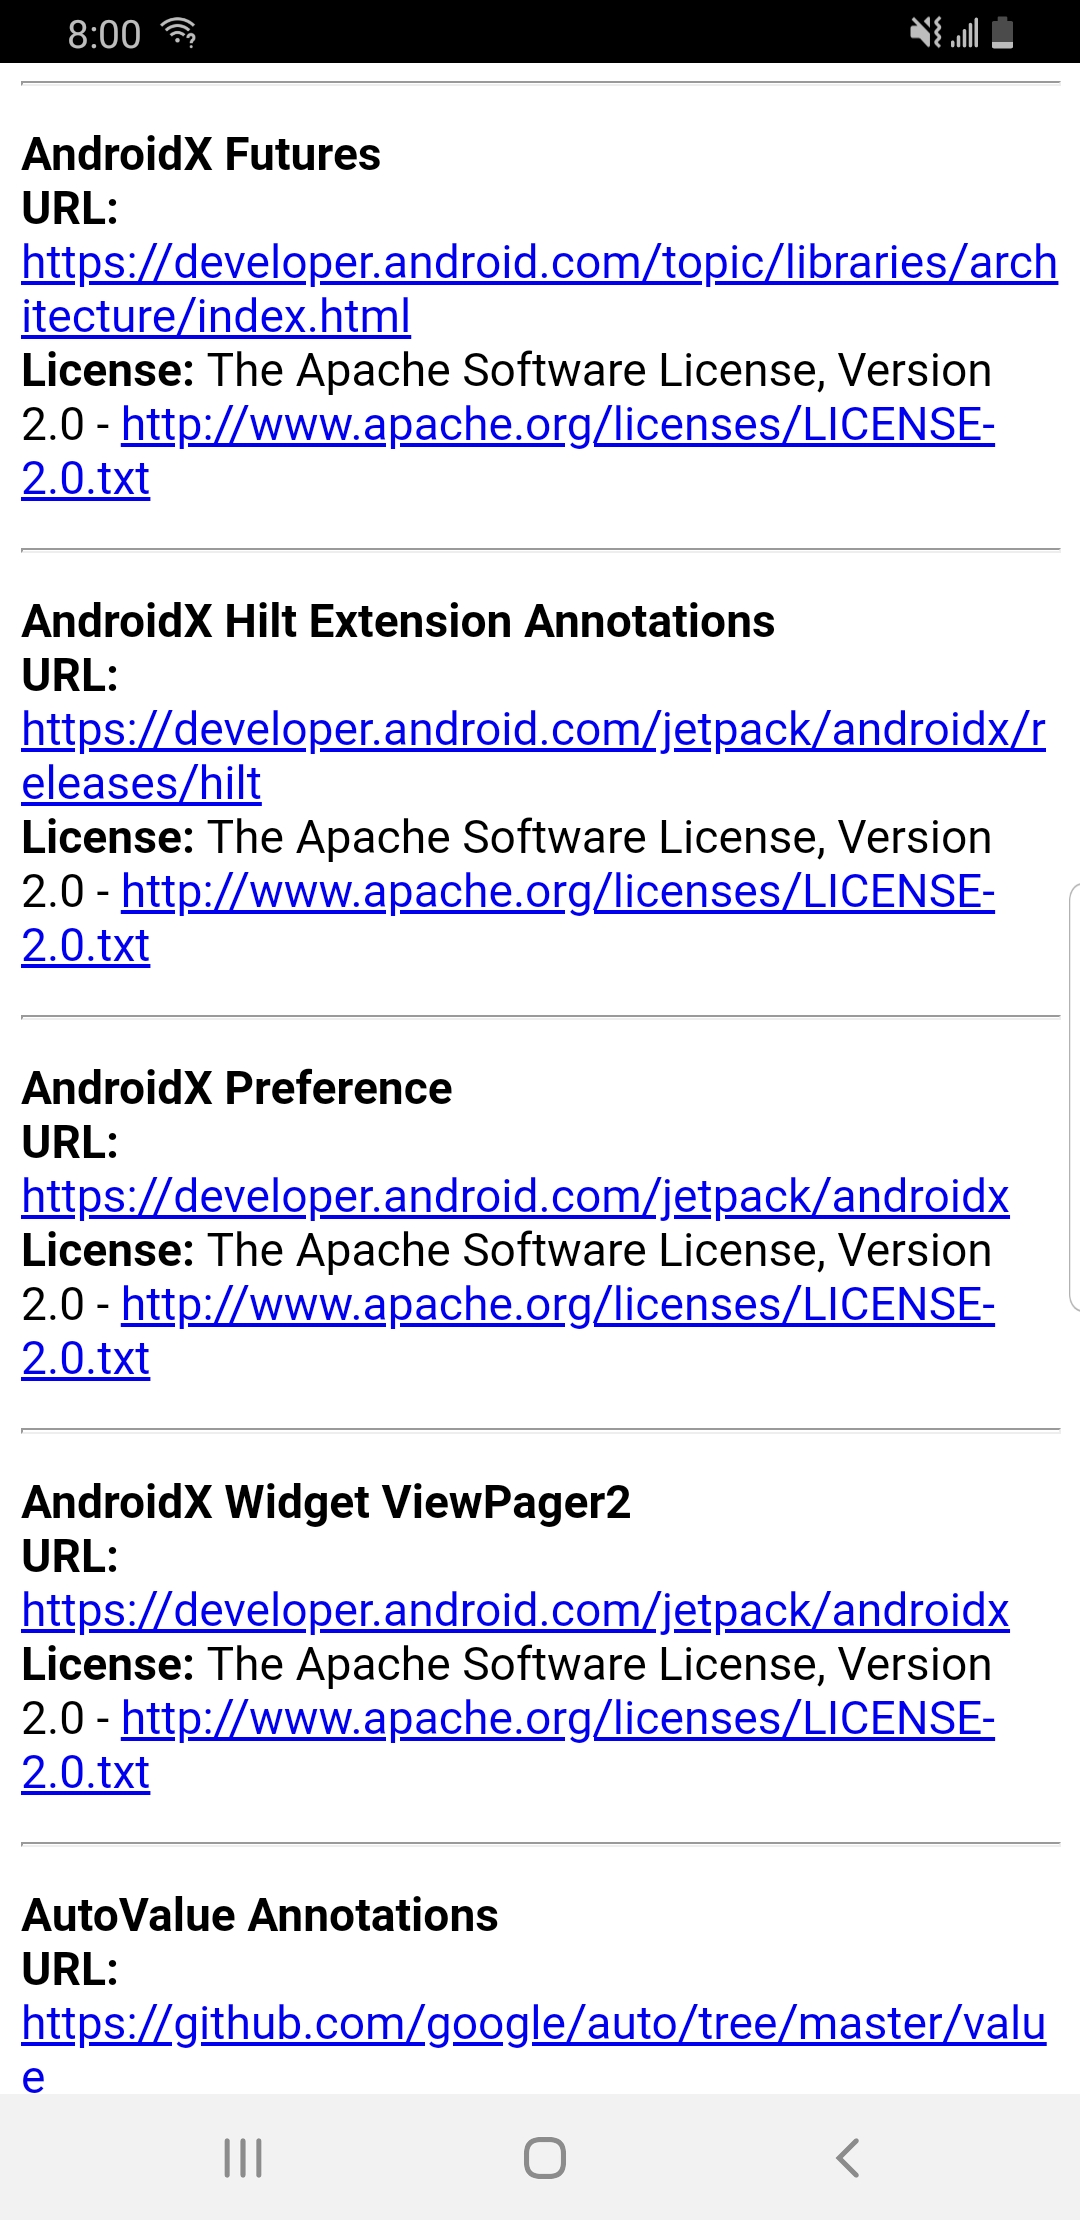 8:00
AndroidX Futures
URL:
https://developer.android.com/topic/libraries/arch
itecture/index.html
License: The Apache Software License, Version
2.0 - http://www.apache.org/licenses/LICENSE-
2.0.txt
AndroidX Hilt Extension Annotations
URL:
https://developer.android.com/jetpack/androidx/r
eleases/hilt
License: The Apache Software License, Version
2.0 - http://www.apache.org/licenses/LICENSE-
2.0.txt
AndroidX Preference
URL:
https://developer.android.com/jetpack/androidx
License: The Apache Software License, Version
2.0 - http://www.apache.org/licenses/LICENSE-
2.0.txt
AndroidX Widget ViewPager2
URL:
https://developer.android.com/jetpack/androidx
License: The Apache Software License, Version
2.0 - http://www.apache.org/licenses/LICENSE-
2.0.txt
AutoValue Annotations
URL:
https://github.com/google/auto/tree/master/valu
e